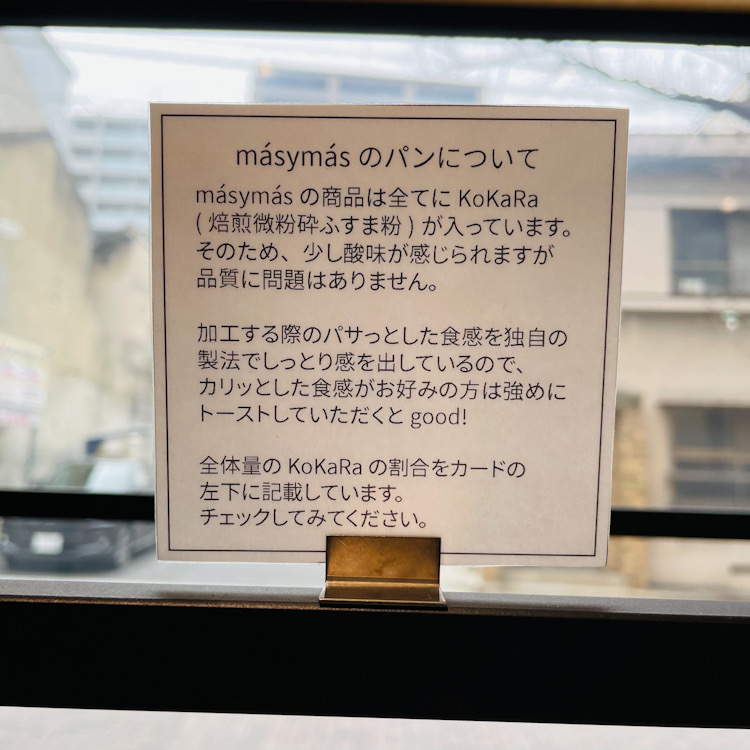 másymás のパンについて
másymás の商品は全てに KoKaRa
( 焙煎微粉砕ふすま粉 ) が入っています。
そのため、少し酸味が感じられますが
品質に問題はありません。
加工する際のパサっとした食感を独自の
製法でしっとり感を出しているので、
カリッとした食感がお好みの方は強めに
トーストしていただくと good!
全体量の KoKaRa の割合をカードの
左下に記載しています。
チェックしてみてください。